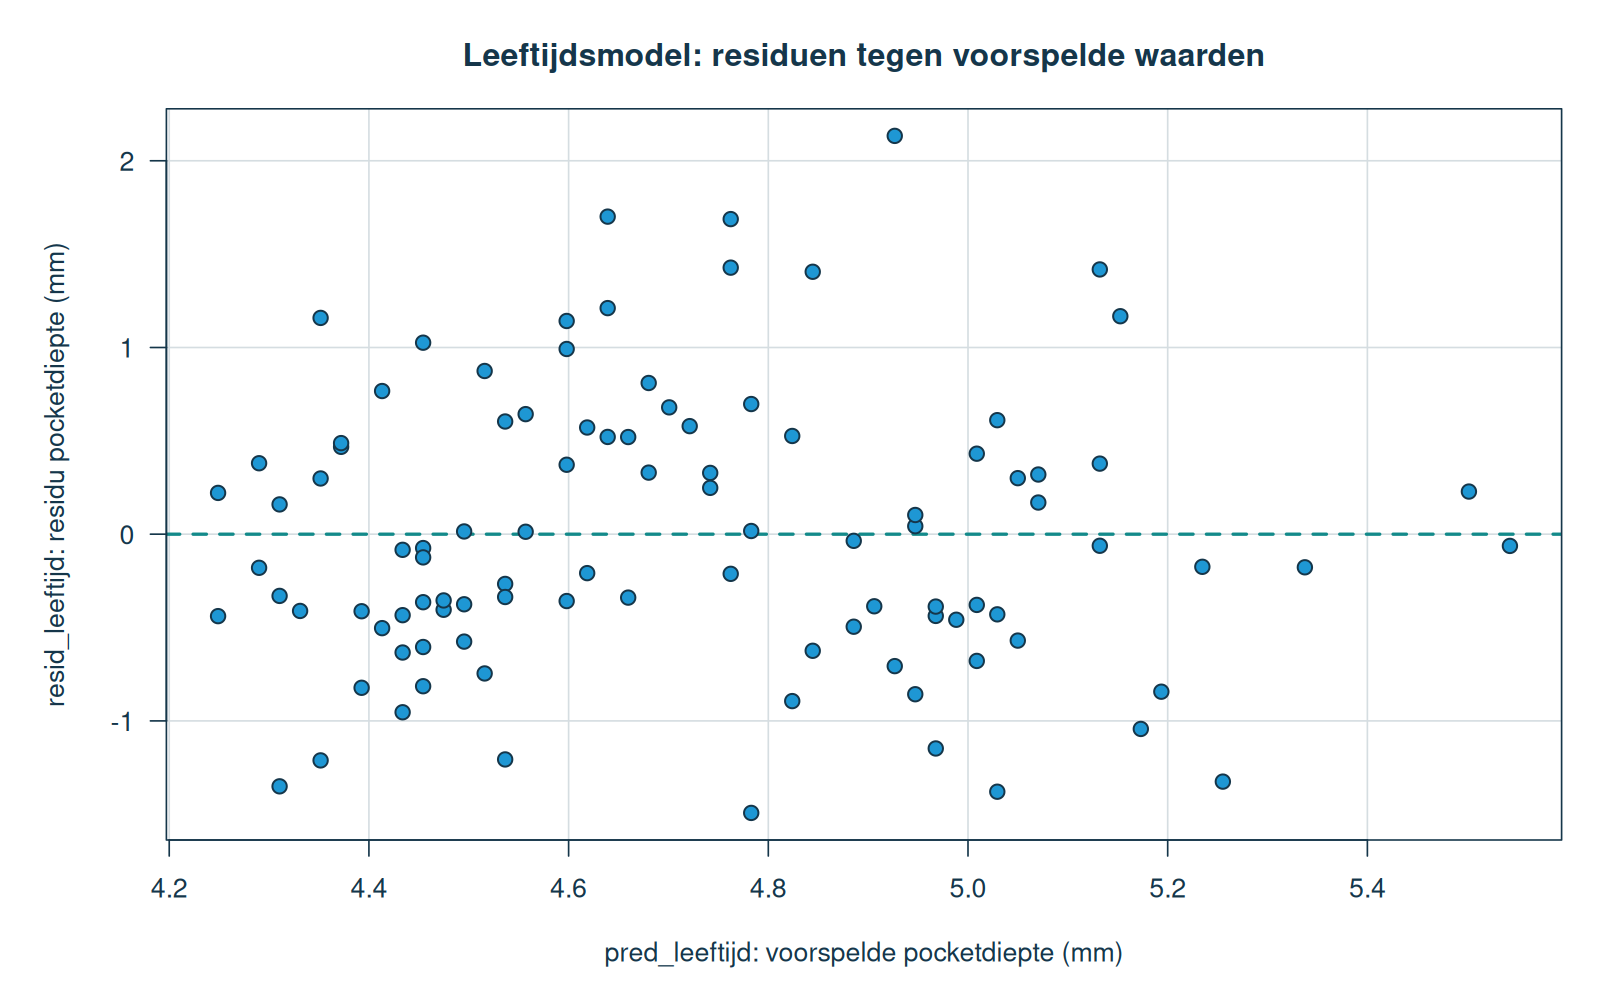 Leeftijdsmodel: residuen tegen voorspelde waarden
resid_leeftijd: residu pocketdiepte (mm)
2
1
0
-1
4.2 4.4 4.6 4.8 5.0 5.2 5.4
pred_leeftijd: voorspelde pocketdiepte (mm)